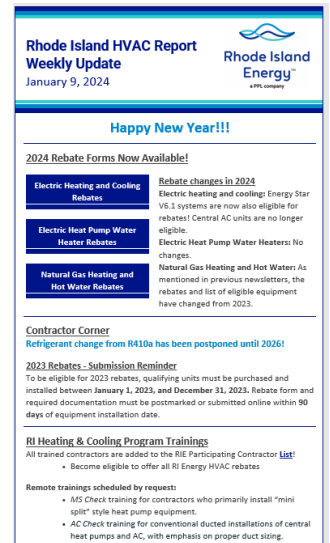 Rhode Island HVAC Report
Weekly Update
January 9, 2024
Rhode Island
Energy™
a PPL company
Happy New Year!!!
2024 Rebate Forms Now Available!
Electric Heating and Cooling
Rebates
Electric Heat Pump Water
Heater Rebates
Natural Gas Heating and
Hot Water Rebates
Rebate changes in 2024
Electric heating and cooling: Energy Star
V6.1 systems are now also eligible for
rebates! Central AC units are no longer
eligible.
Electric Heat Pump Water Heaters: No
changes.
Natural Gas Heating and Hot Water: As
mentioned in previous newsletters, the
rebates and list of eligible equipment
have changed from 2023.
Contractor Corner
Refrigerant change from R410a has been postponed until 2026!
2023 Rebates - Submission Reminder
To be eligible for 2023 rebates, qualifying units must be purchased and
installed between January 1, 2023, and December 31, 2023. Rebate form and
required documentation must be postmarked or submitted online within 90
days of equipment installation date.
RI Heating & Cooling Program Trainings
All trained contractors are added to the RIE Participating Contractor List!
• Become eligible to offer all RI Energy HVAC rebates
Remote trainings scheduled by request:
• MS Check training for contractors who primarily install “mini
split” style heat pump equipment.
• AC Check training for conventional ducted installations of central
heat pumps and AC, with emphasis on proper duct sizing.